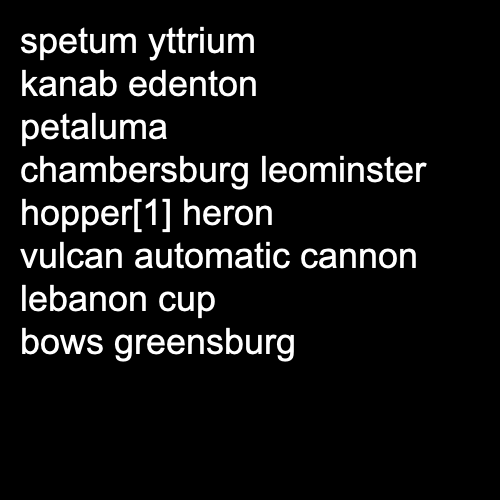 spetum yttrium
kanab edenton
petaluma
chambersburg leominster
hopper[1] heron
vulcan automatic cannon
lebanon cup
bows greensburg